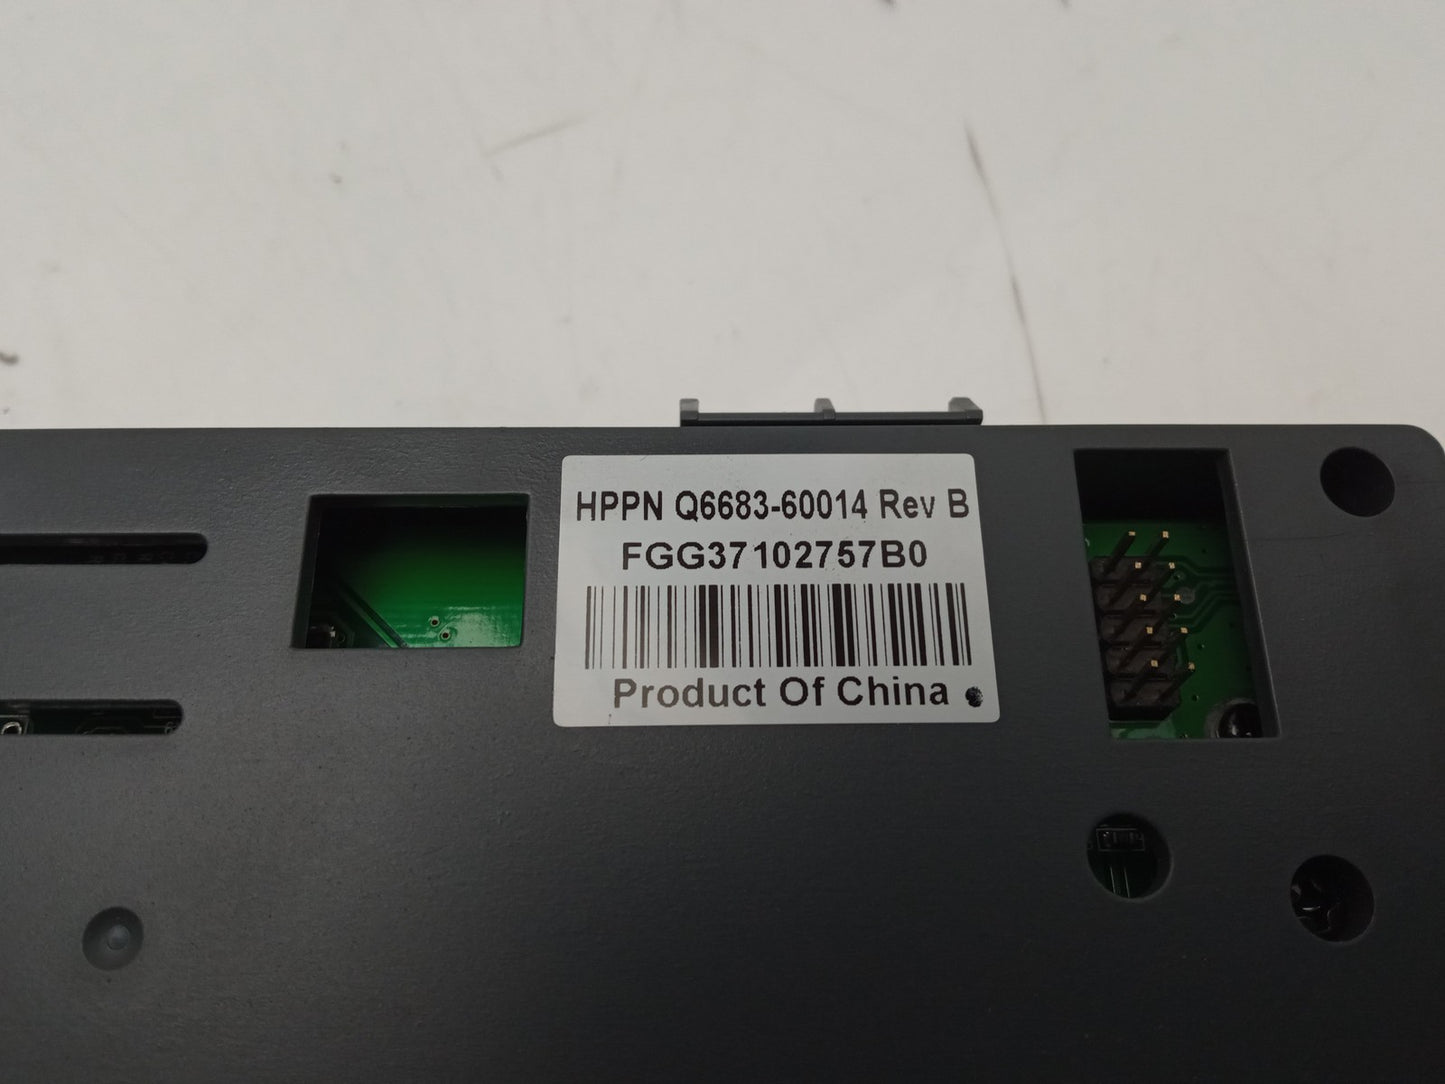 HPPN Q6683-60014 Rev B
FGG37102757B0
Product Of China